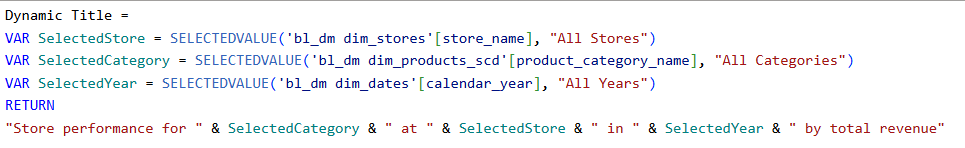 Dynamic Title =
VAR SelectedStore = SELECTEDVALUE('bl_dm dim_stores'[store_name], "All Stores")
VAR SelectedCategory = SELECTEDVALUE('bl_dm dim_products_scd'[product_category_name], "All Categories")
VAR SelectedYear = SELECTEDVALUE('bl_dm dim_dates'[calendar_year], "All Years")
RETURN
"Store performance for " & SelectedCategory & " at " & SelectedStore & " in " & SelectedYear & " by total revenue"